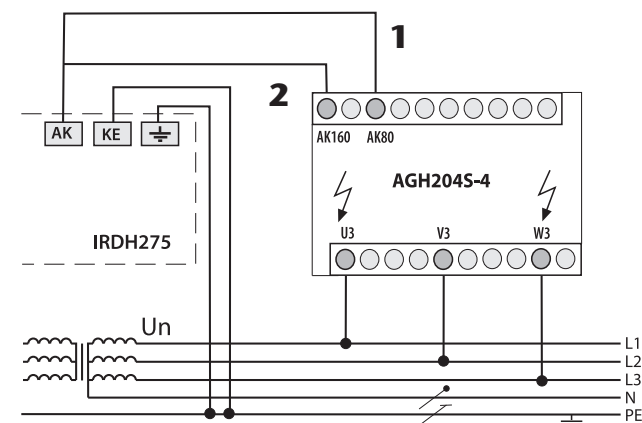 1
2
AK160 AK80
AK KE
AGH204S-4
IRDH275
U3 V3 W3
Un
L1
L2
L3
N
PE